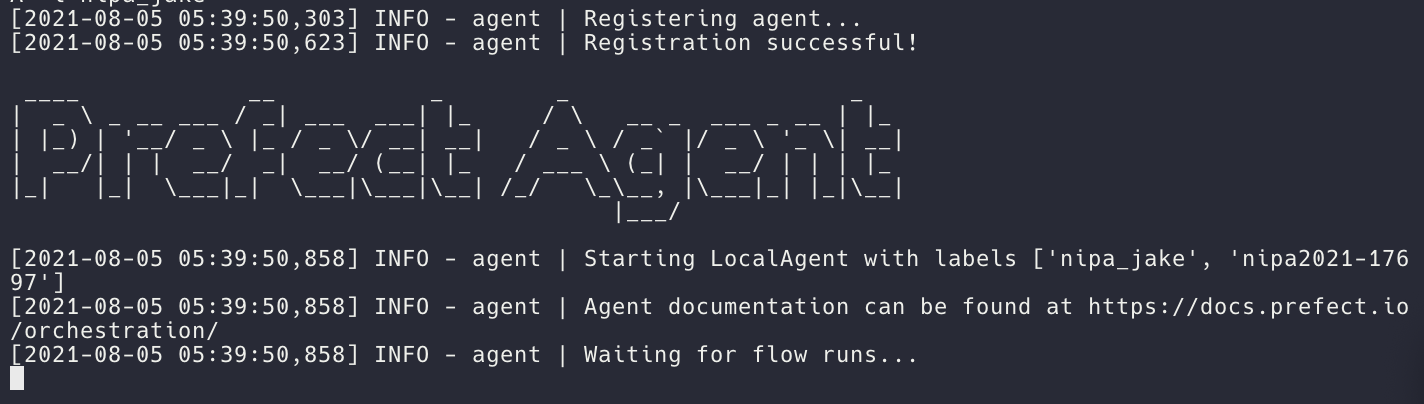 [2021-08-05 05:39:50,303] INFO - agent | Registering agent...
[2021-08-05 05:39:50,623] INFO - agent | Registration successful!
Prefect Agent
[2021-08-05 05:39:50,858] INFO - agent | Starting LocalAgent with labels ['nipa_jake', 'nipa2021-176
97']
[2021-08-05 05:39:50,858] INFO - agent | Agent documentation can be found at https://docs.prefect.io
/orchestration/
[2021-08-05 05:39:50,858] INFO - agent | Waiting for flow runs...